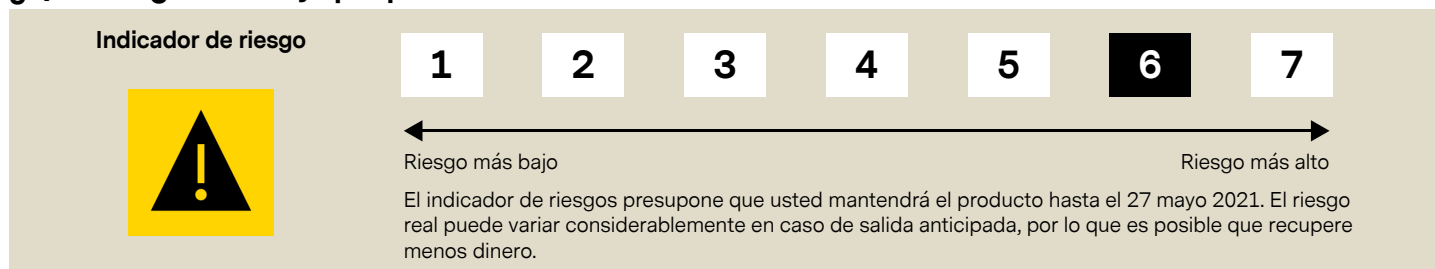 Indicador de riesgo
1 2 3 4 5 6 7
Riesgo más bajo Riesgo más alto
El indicador de riesgos presupone que usted mantendrá el producto hasta el 27 mayo 2021. El riesgo
real puede variar considerablemente en caso de salida anticipada, por lo que es posible que recupere
menos dinero.